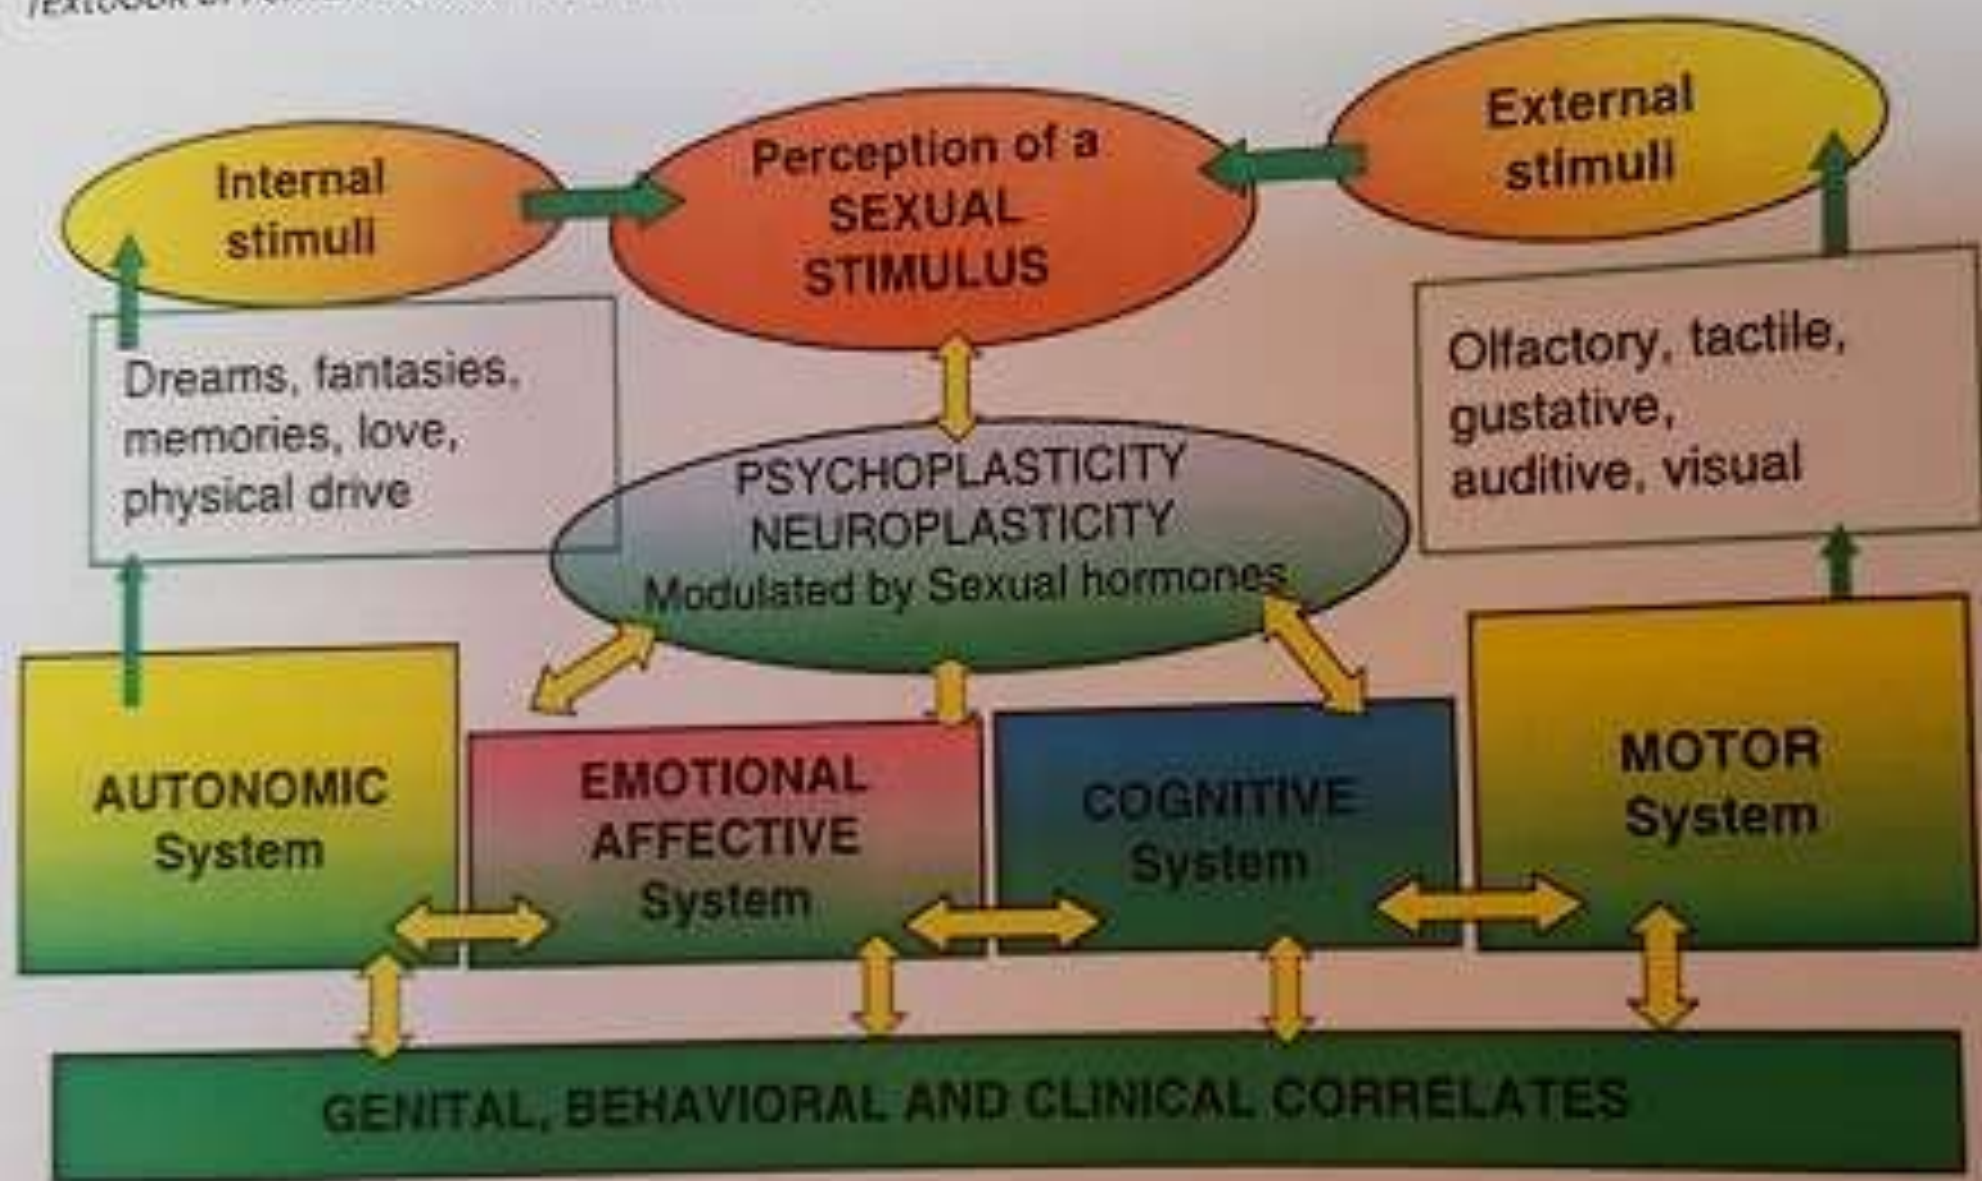 TEXTBOOK OF
Internal
stimuli
Perception of a
SEXUAL
STIMULUS
External
stimuli
Dreams, fantasies,
memories, love,
physical drive
Olfactory, tactile,
gustative,
auditive, visual
PSYCHOPLASTICITY
NEUROPLASTICITY
Modulated by Sexual hormones
AUTONOMIC
System
EMOTIONAL
AFFECTIVE
System
COGNITIVE
System
MOTOR
System
GENITAL, BEHAVIORAL AND CLINICAL CORRELATES